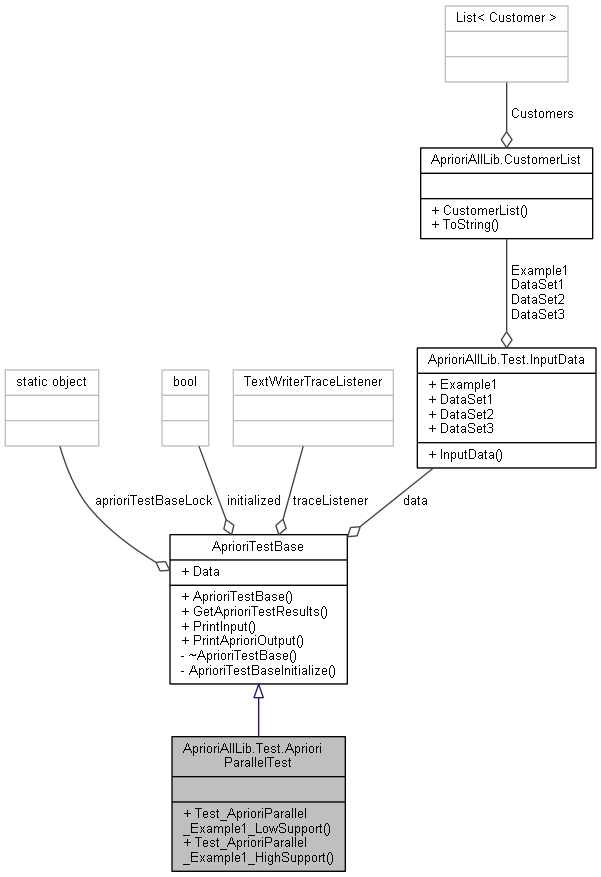 List< Customer >
Customers
AprioriAllLib.CustomerList
+ CustomerList()
+ ToString()
Example1
DataSet1
DataSet2
DataSet3
AprioriAllLib.Test.InputData
+ Example1
+ DataSet1
+ DataSet2
+ DataSet3
+ InputData()
static object
bool
TextWriterTraceListener
aprioriTestBaseLock
initialized
traceListener
data
AprioriTestBase
+ Data
+ AprioriTestBase()
+ GetAprioriTestResults()
+ PrintInput()
+ PrintAprioriOutput()
- ~AprioriTestBase()
- AprioriTestBaseInitialize()
AprioriAllLib.Test.Apriori
ParallelTest
+ Test_AprioriParallel
_Example1_LowSupport()
+ Test_AprioriParallel
_Example1_HighSupport()